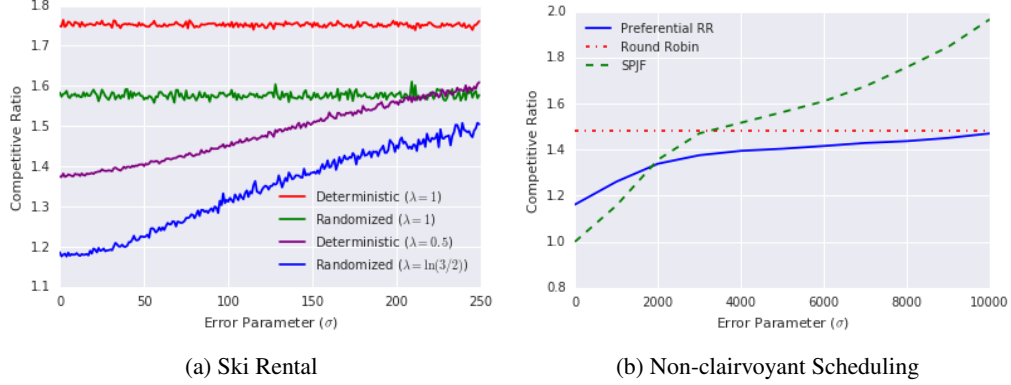 1.8
1.7
1.6
1.5
1.4
1.3
1.2
1.1
Competitive Ratio
Deterministic (λ = 1)
Randomized (λ = 1)
Deterministic (λ = 0.5)
Randomized (λ = ln(3/2))
0 50 100 150 200 250
Error Parameter (σ)
(a) Ski Rental
2.0
1.8
1.6
1.4
1.2
1.0
0.8
Competitive Ratio
Preferential RR
Round Robin
SPJF
0 2000 4000 6000 8000 10000
Error Parameter (σ)
(b) Non-clairvoyant Scheduling